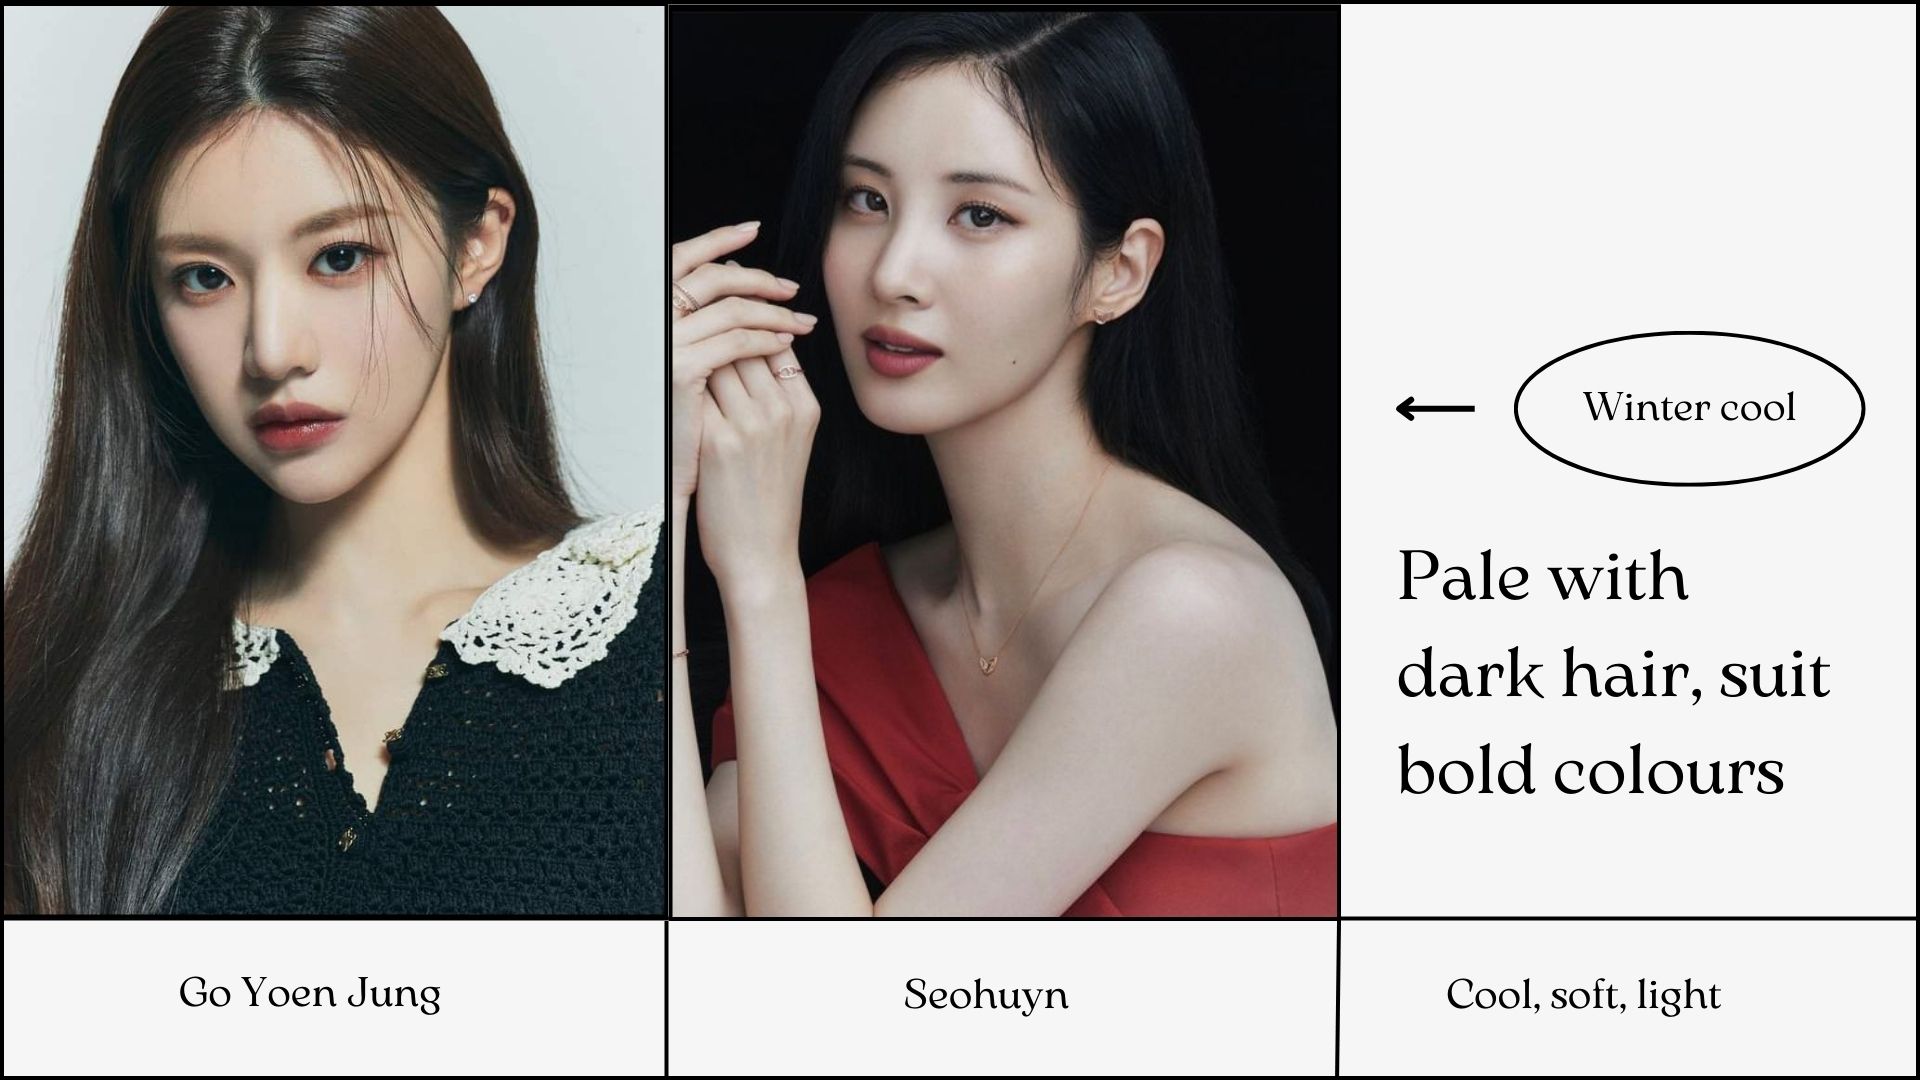 Winter cool
Pale with
dark hair, suit
bold colours
Go Yoen Jung
Seohuyn
Cool, soft, light